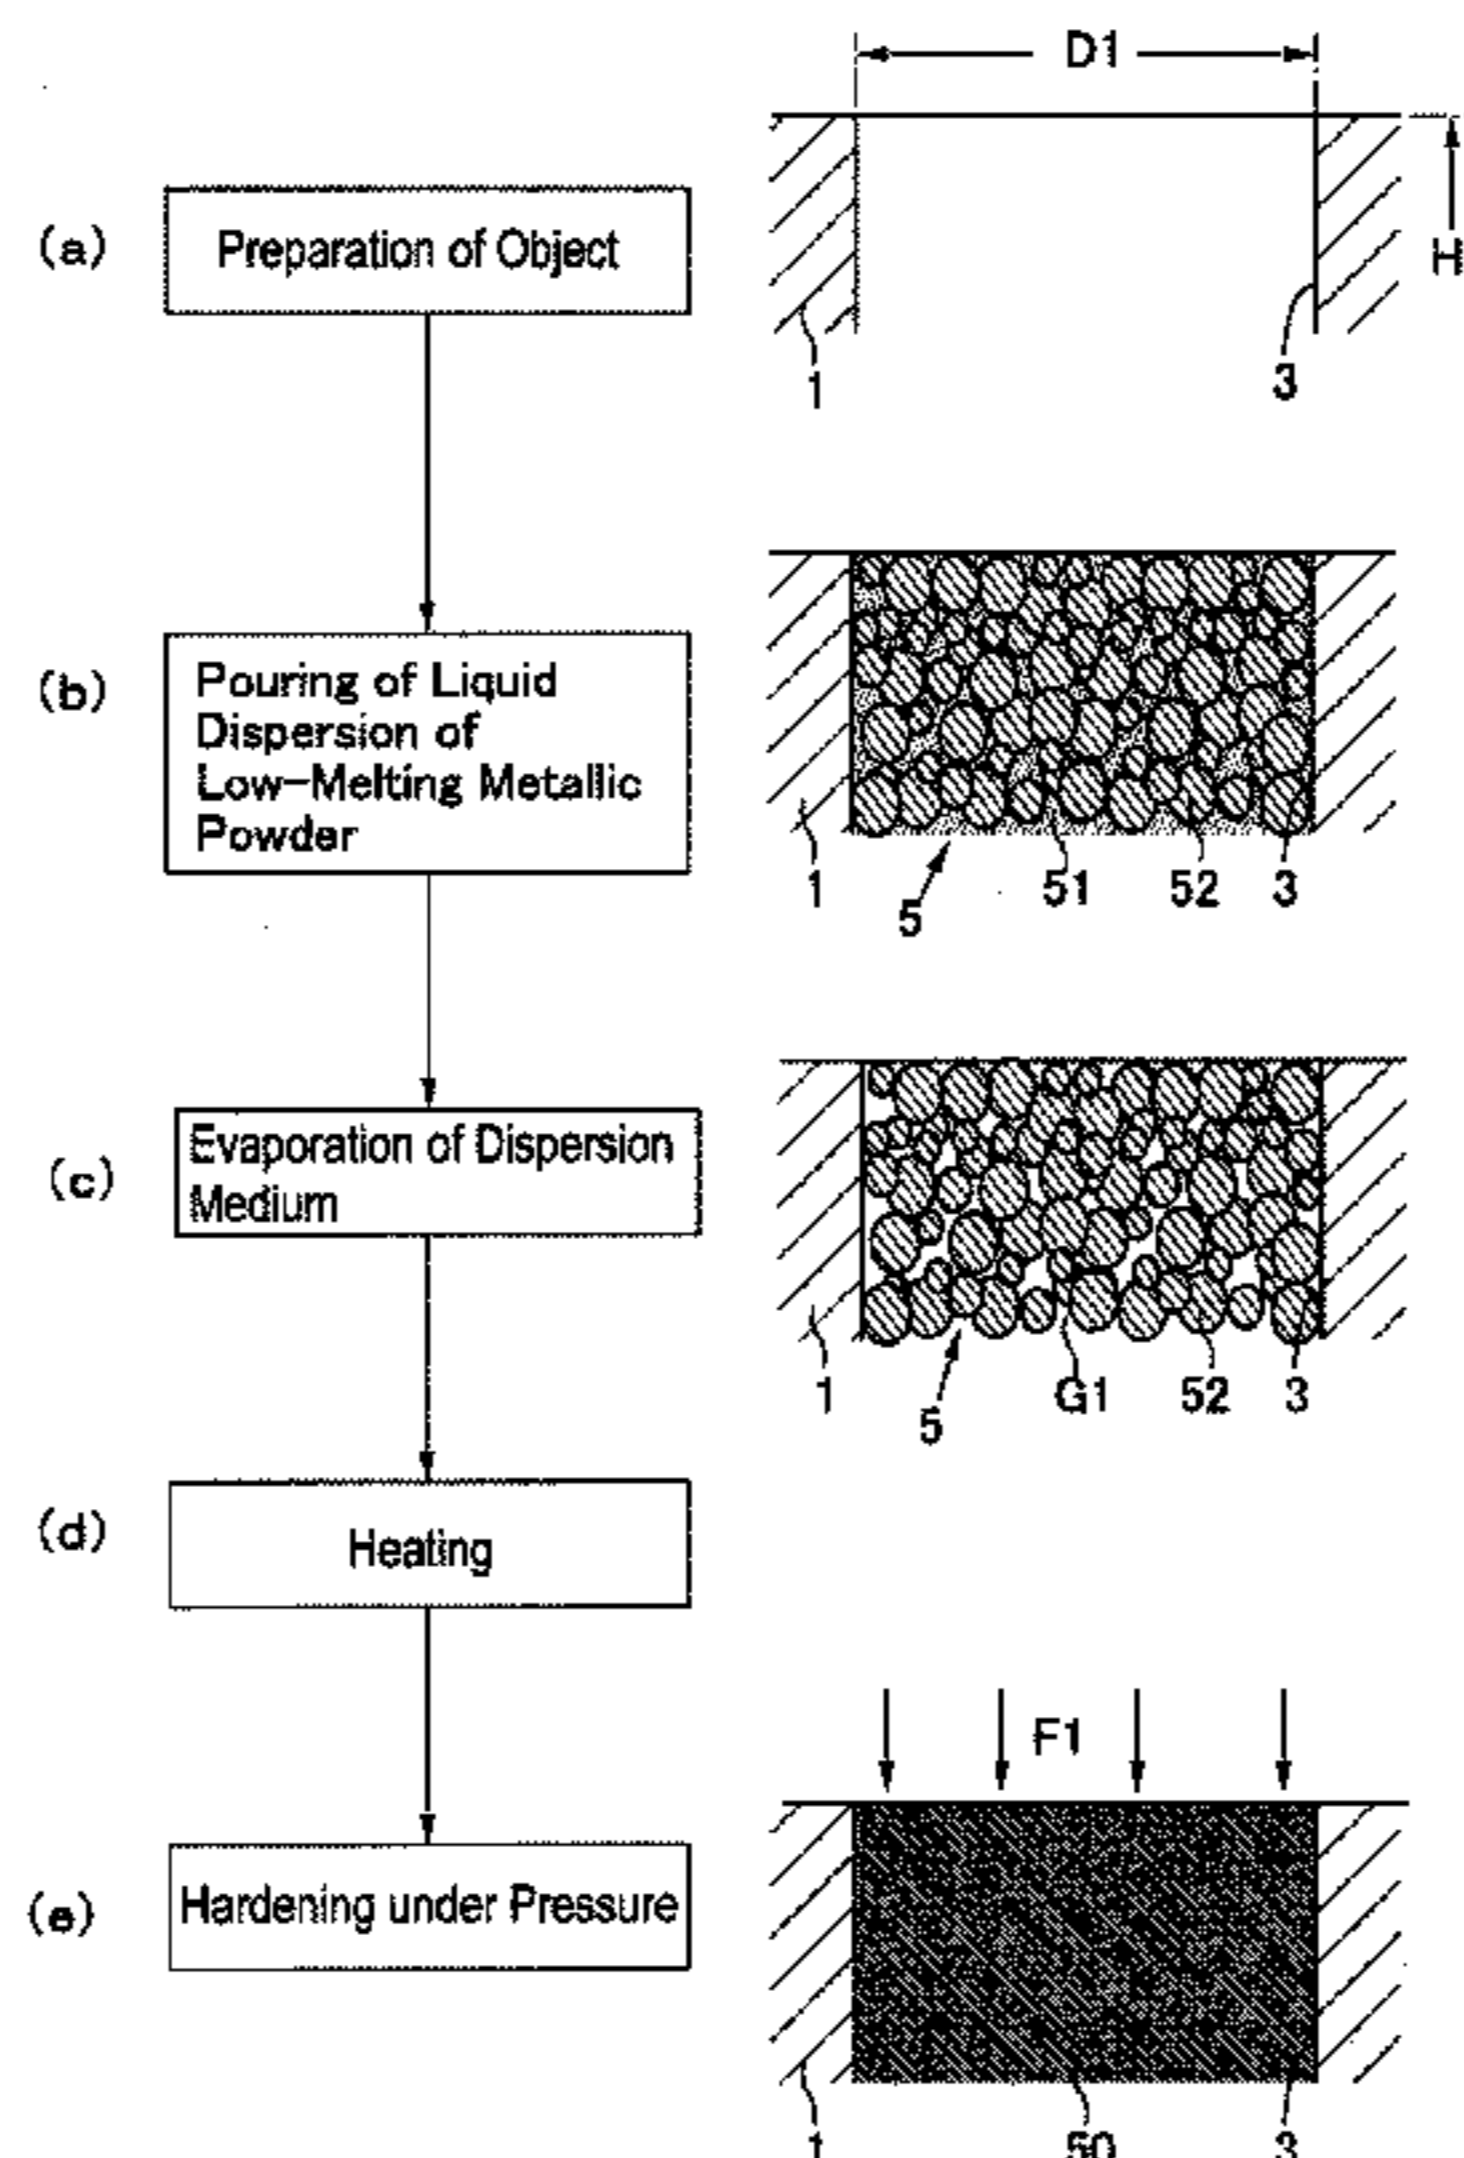 D1
(a)
Preparation of Object
H
1
3
(b)
Pouring of Liquid
Dispersion of
Low-Melting Metallic
Powder
1
5
51
52
3
(c)
Evaporation of Dispersion
Medium
1
5
G1
52
3
(d)
Heating
F1
(e)
Hardening under Pressure
1
50
3